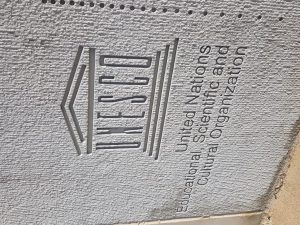 UNESCO
United Nations
Educational, Scientific and
Cultural Organization